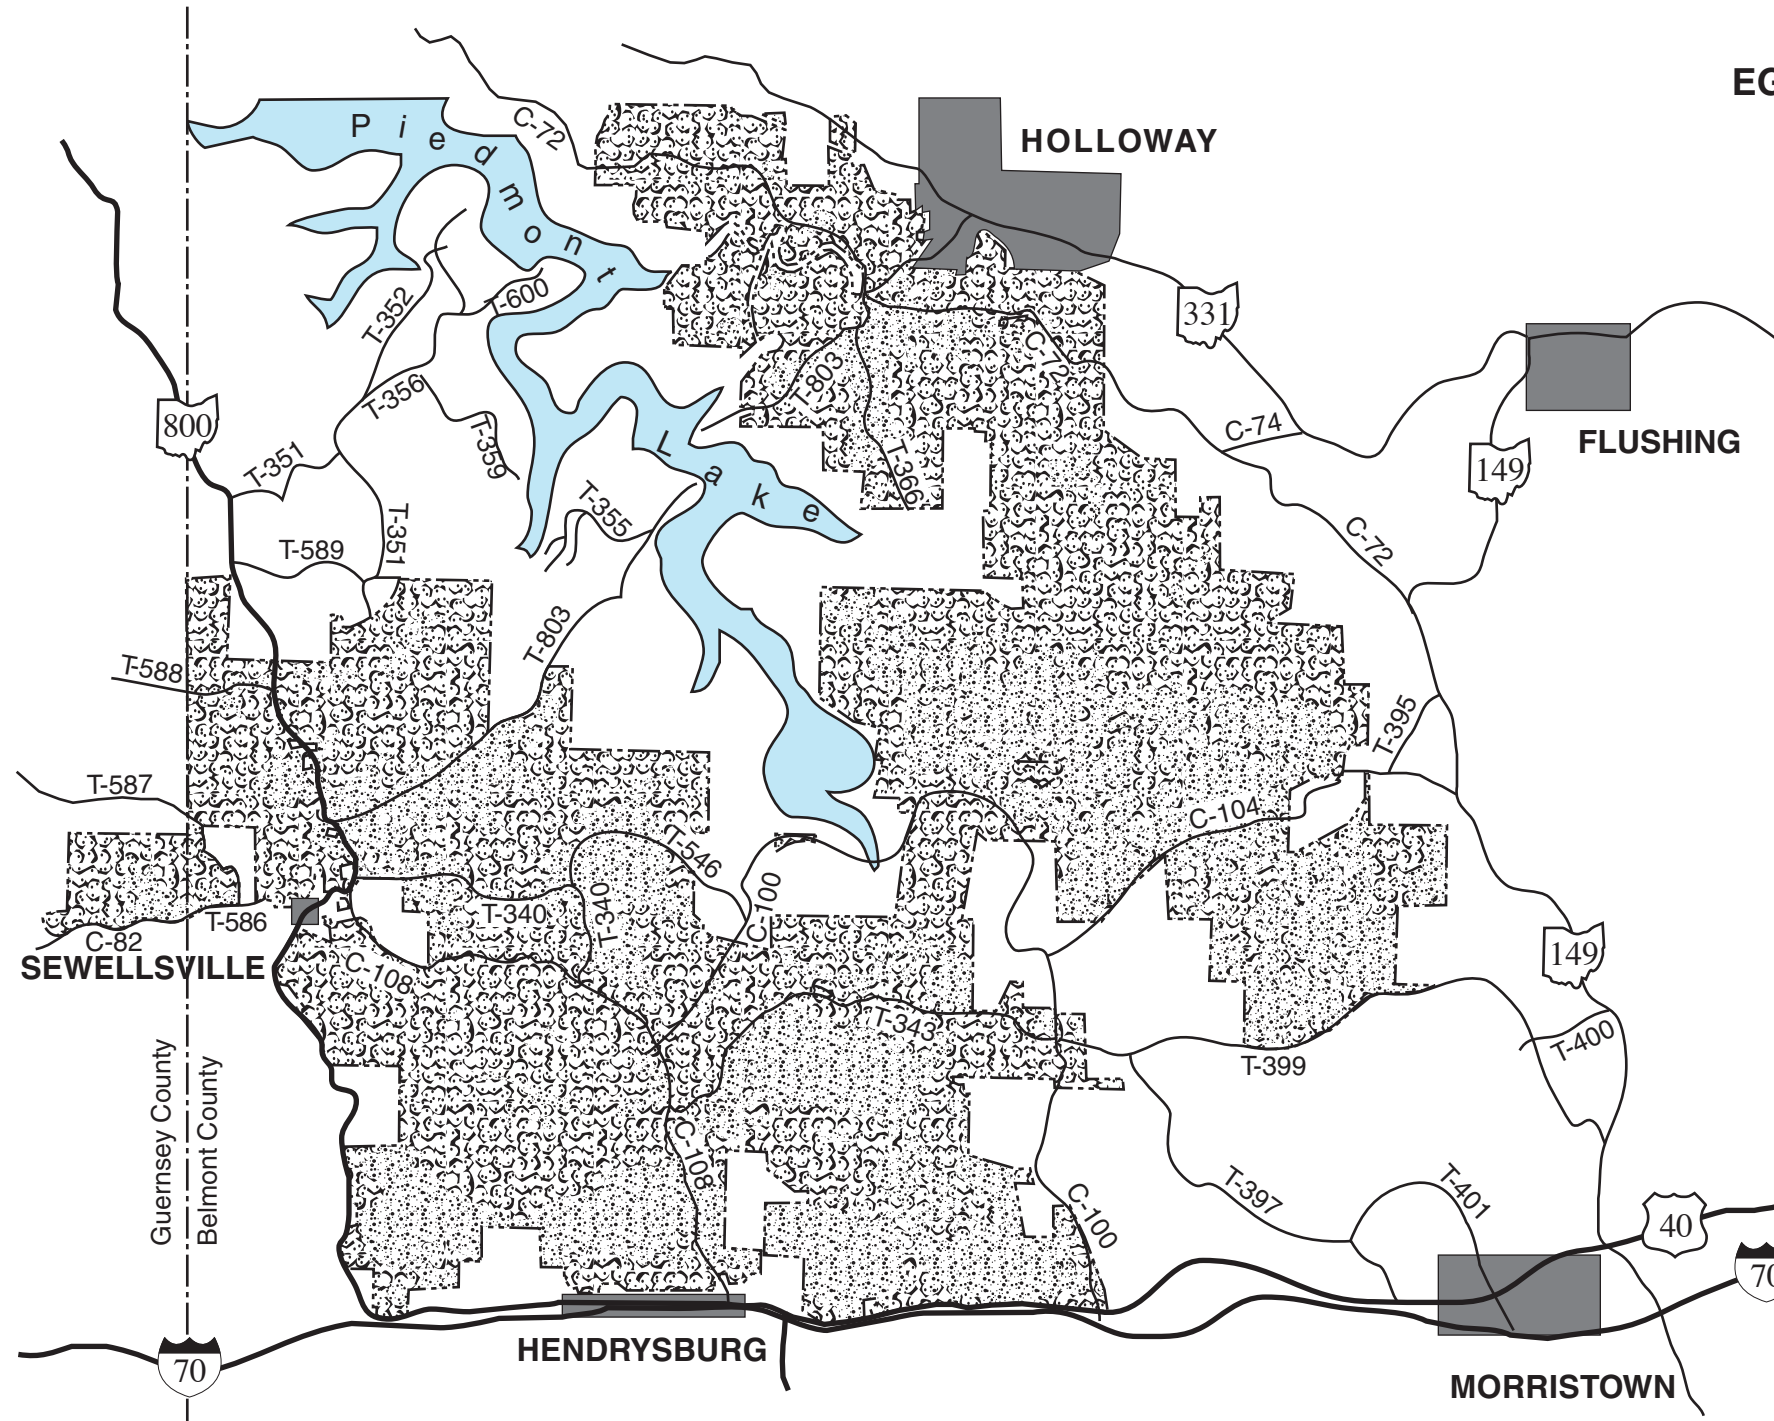 EG
HOLLOWAY
C-72
Piedmont
Lake
T-600
T-352
331
800
T-356
T-803
C-72
C-74
FLUSHING
T-351
T-359
T-366
149
T-355
T-351
T-589
C-72
T-803
T-588
T-395
T-587
C-104
T-546
C-100
T-340
T-340
T-586
C-82
SEWELLSVILLE
C-108
149
T-343
T-400
T-399
Guernsey County
Belmont County
C-108
T-397
T-401
C-100
40
70
HENDRYSBURG
70
MORRISTOWN